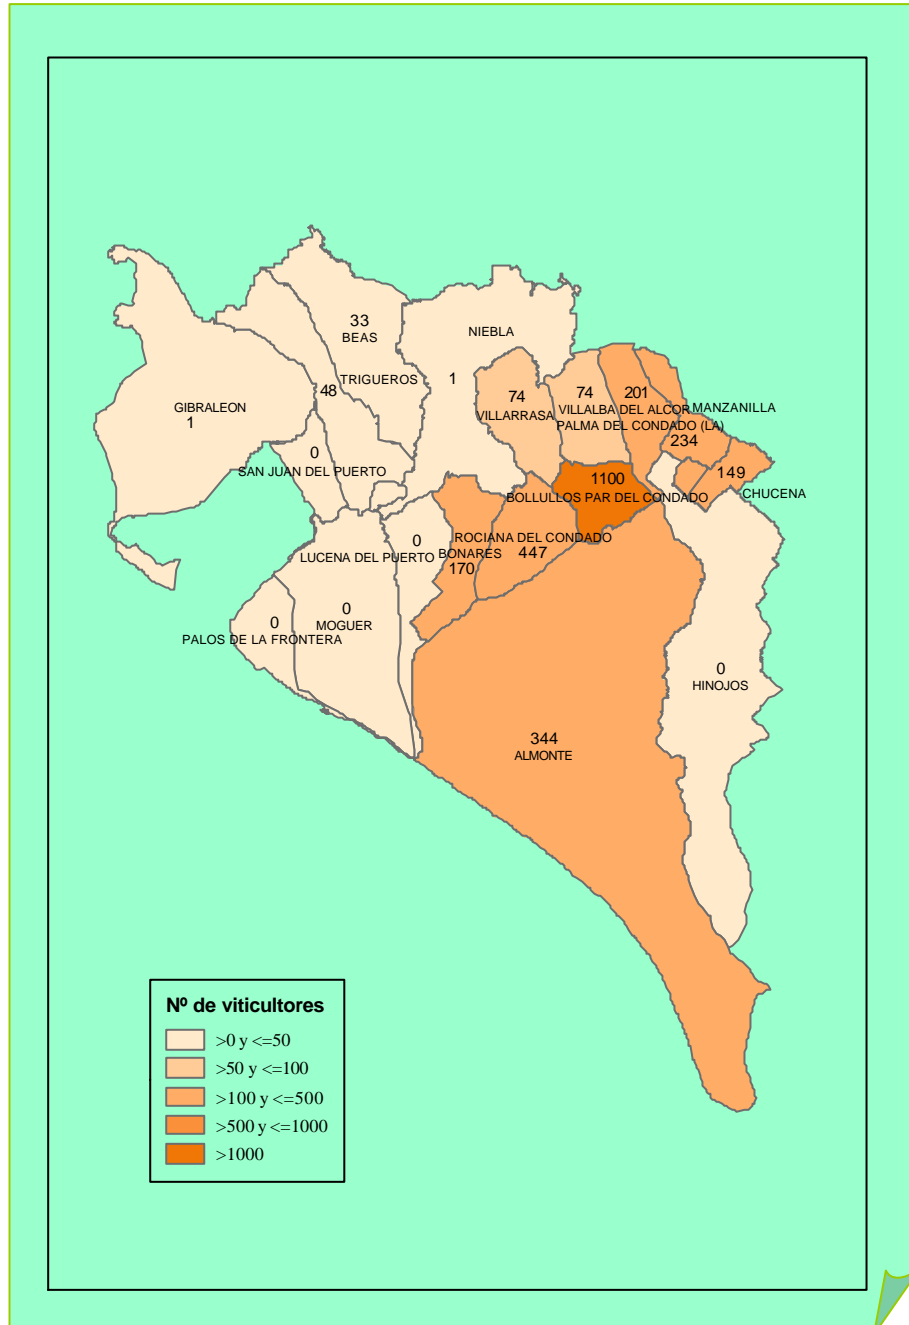 33
BEAS
NIEBLA
TRIGUEROS
1
48
74
VILLARRASA
74
201
VILLALBA DEL ALCOR
MANZANILLA
PALMA DEL CONDADO (LA)
234
GIBRALEON
1
0
SAN JUAN DEL PUERTO
149
CHUCENA
1100
BOLLULLOS PAR DEL CONDADO
0
LUCENA DEL PUERTO
BONARES
170
ROCIANA DEL CONDADO
447
0
PALOS DE LA FRONTERA
0
MOGUER
0
HINOJOS
344
ALMONTE
Nº de viticultores
>0 y <=50
>50 y <=100
>100 y <=500
>500 y <=1000
>1000